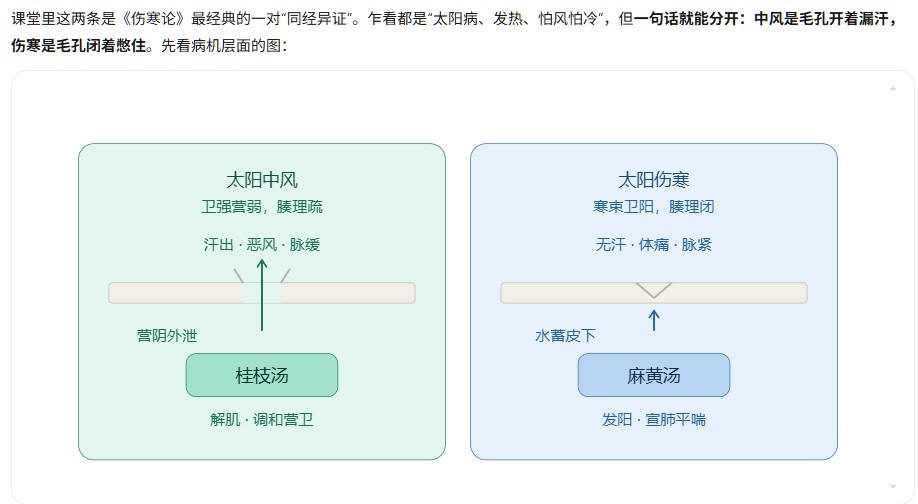 课堂里这两条是《伤寒论》最经典的一对“同经异证”。乍看都是“太阳病、发热、怕风怕冷”，但一句话就能分开：中风是毛孔开着漏汗，
伤寒是毛孔闭着憋住。先看病机层面的图：
太阳中风
卫强营弱，腠理疏
汗出 · 恶风 · 脉缓
营阴外泄
桂枝汤
解肌 · 调和营卫
太阳伤寒
寒束卫阳，腠理闭
无汗 · 体痛 · 脉紧
水蓄皮下
麻黄汤
发阳 · 宣肺平喘